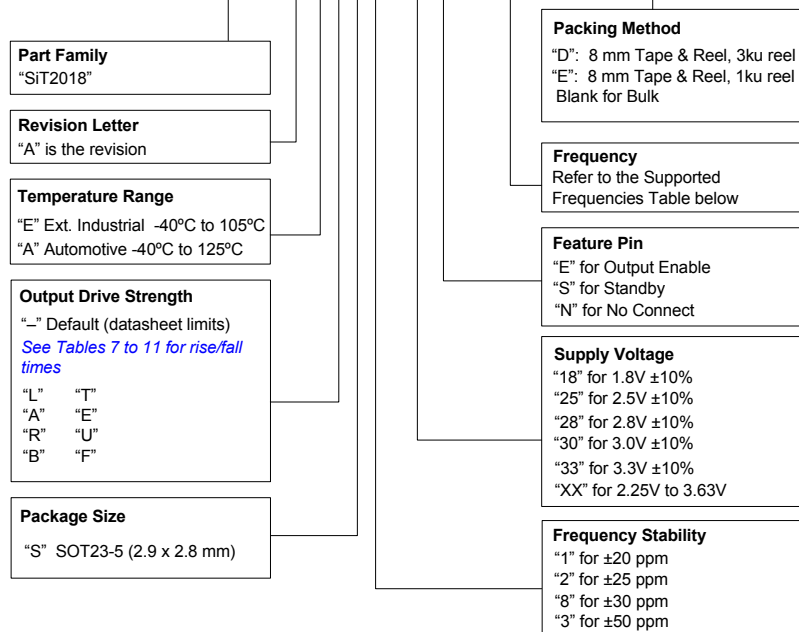 Part Family
“SiT2018”
Revision Letter
“A” is the revision
Temperature Range
“E” Ext. Industrial -40ºC to 105ºC
“A” Automotive -40ºC to 125ºC
Output Drive Strength
“–” Default (datasheet limits)
See Tables 7 to 11 for rise/fall
times
“L” “T”
“A” “E”
“R” “U”
“B” “F”
Package Size
“S” SOT23-5 (2.9 x 2.8 mm)
Packing Method
“D”: 8 mm Tape & Reel, 3ku reel
“E”: 8 mm Tape & Reel, 1ku reel
Blank for Bulk
Frequency
Refer to the Supported
Frequencies Table below
Feature Pin
“E” for Output Enable
“S” for Standby
“N” for No Connect
Supply Voltage
“18” for 1.8V ±10%
“25” for 2.5V ±10%
“28” for 2.8V ±10%
“30” for 3.0V ±10%
“33” for 3.3V ±10%
“XX” for 2.25V to 3.63V
Frequency Stability
“1” for ±20 ppm
“2” for ±25 ppm
“8” for ±30 ppm
“3” for ±50 ppm